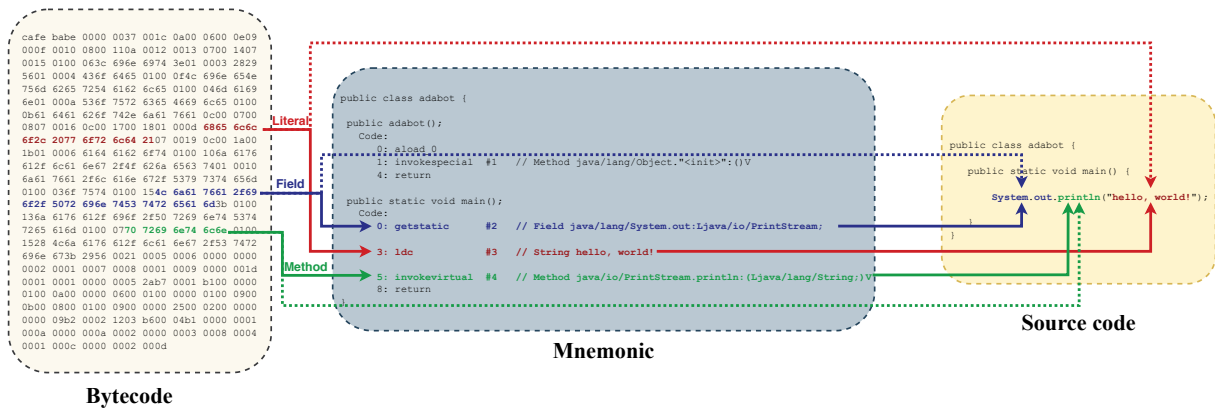 cafe babe 0000 0037 001c 0a00 0600 0e09
000f 0010 0800 110a 0012 0013 0700 1407
0015 0100 063c 696e 6974 3e01 0003 2829
5601 0004 436f 6465 0100 0f4c 696e 654e
756d 6265 7254 6162 6c65 0100 046d 6169
6e01 000a 536f 7572 6365 4669 6c65 0100
0b61 6461 626f 742e 6a61 7661 0c00 0700
0807 0016 0c00 1700 1801 000d 6865 6c6c
6f2c 2077 6f72 6c64 2107 0019 0c00 1a00
1b01 0006 6164 6162 6f74 0100 106a 6176
612f 6c61 6e67 2f4f 626a 6563 7401 0010
6a61 7661 2f6c 616e 672f 5379 7374 656d
0100 036f 7574 0100 154c 6a61 7661 2f69
6f2f 5072 696e 7453 7472 6561 6d3b 0100
136a 6176 612f 696f 2f50 7269 6e74 5374
7265 616d 0100 0770 7269 6e74 6c6e 0100
1528 4c6a 6176 612f 6c61 6e67 2f53 7472
696e 673b 2956 0021 0005 0006 0000 0000
0002 0001 0007 0008 0001 0009 0000 001d
0001 0001 0000 0005 2ab7 0001 b100 0000
0100 0a00 0000 0600 0100 0000 0100 0900
0b00 0800 0100 0900 0000 2500 0200 0000
0000 09b2 0002 1203 b600 04b1 0000 0001
000a 0000 000a 0002 0000 0003 0008 0004
0001 000c 0000 0002 000d
Bytecode
Literal
Field
Method
public class adabot {
public adabot();
Code:
0: aload_0
1: invokespecial #1 // Method java/lang/Object."<init>":()V
4: return
public static void main();
Code:
0: getstatic #2 // Field java/lang/System.out:Ljava/io/PrintStream;
3: ldc #3 // String hello, world!
5: invokevirtual #4 // Method java/io/PrintStream.println:(Ljava/lang/String;)V
8: return
}
Mnemonic
public class adabot {
public static void main() {
System.out.println("hello, world!");
}
}
Source code